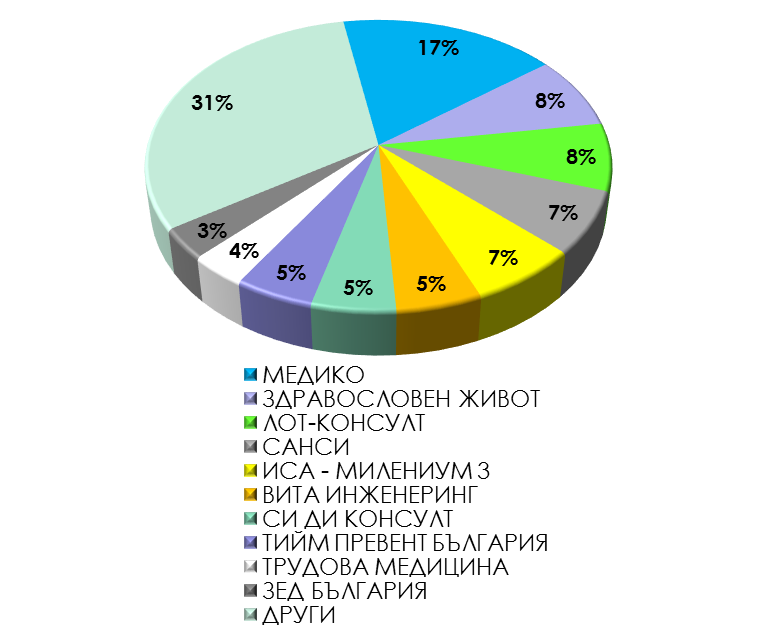 17%
8%
8%
7%
7%
5%
5%
5%
4%
3%
31%
МЕДИКО
ЗДРАВОСЛОВЕН ЖИВОТ
ЛОТ-КОНСУЛТ
САНСИ
ИСА - МИЛЕНИУМ 3
ВИТА ИНЖЕНЕРИНГ
СИ ДИ КОНСУЛТ
ТИЙМ ПРЕВЕНТ БЪЛГАРИЯ
ТРУДОВА МЕДИЦИНА
ЗЕД БЪЛГАРИЯ
ДРУГИ